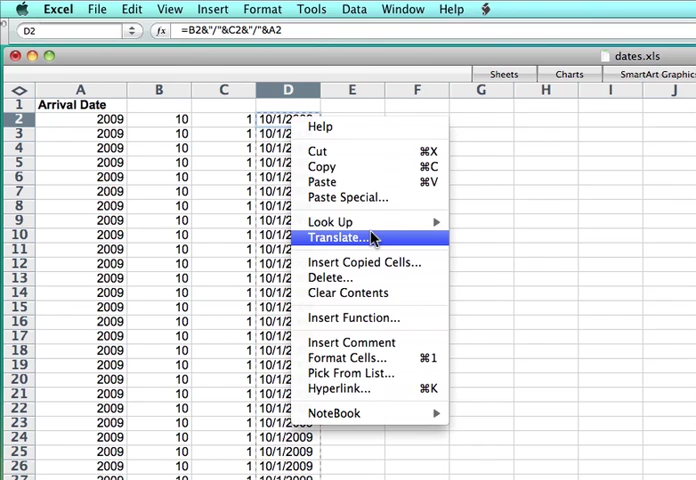 Excel File Edit View Insert Format Tools Data Window Help
D2 fx =B2&"/"&C2&"/"&A2
dates.xls
Sheets Charts SmartArt Graphics
A B C D E F G H I J
1 Arrival Date
2 2009 10 1 10/1/2009
3 2009 10 1 10/1/2
4 2009 10 1 10/1/2
5 2009 10 1 10/1/2
6 2009 10 1 10/1/2
7 2009 10 1 10/1/2
8 2009 10 1 10/1/2
9 2009 10 1 10/1/2
10 2009 10 1 10/1/2
11 2009 10 1 10/1/2
12 2009 10 1 10/1/2
13 2009 10 1 10/1/2
14 2009 10 1 10/1/2
15 2009 10 1 10/1/2
16 2009 10 1 10/1/2
17 2009 10 1 10/1/2
18 2009 10 1 10/1/2
19 2009 10 1 10/1/2
20 2009 10 1 10/1/2
21 2009 10 1 10/1/2
22 2009 10 1 10/1/2
23 2009 10 1 10/1/2009
24 2009 10 1 10/1/2009
25 2009 10 1 10/1/2009
26 2009 10 1 10/1/2009
27 2009 10 1 10/1/2009
Help
Cut ⌘X
Copy ⌘C
Paste ⌘V
Paste Special...
Look Up
Translate...
Insert Copied Cells...
Delete...
Clear Contents
Insert Function...
Insert Comment
Format Cells... ⌘1
Pick From List...
Hyperlink... ⌘K
NoteBook